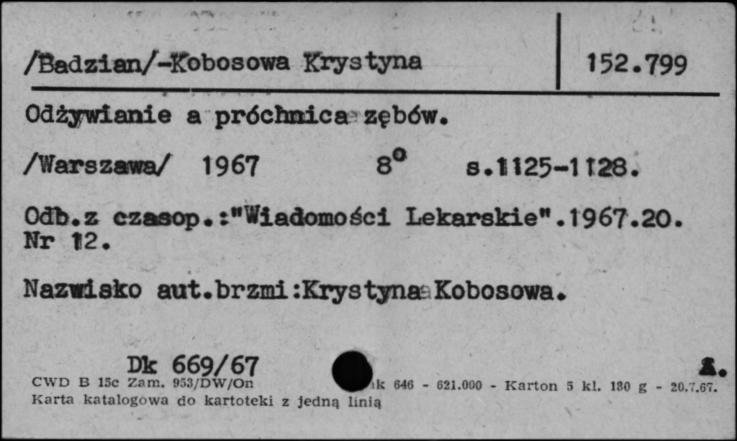 /Badzian/-Kobosowa Krystyna 152.799
Odżywianie a próchnica zębów.
/Warszawa/ 1967 8° s.1125-1128.
Odb.z czasop.:"Wiadomości Lekarskie".1967.20.
Nr 12.
Nazwisko aut.brzmi:Krystyna Kobosowa.
Dk 669/67
CWD B 15c Zam. 953/DW/On k 646 - 621.000 - Karton 5 kl. 180 g - 20.7.67.
Karta katalogowa do kartoteki z jedną linią